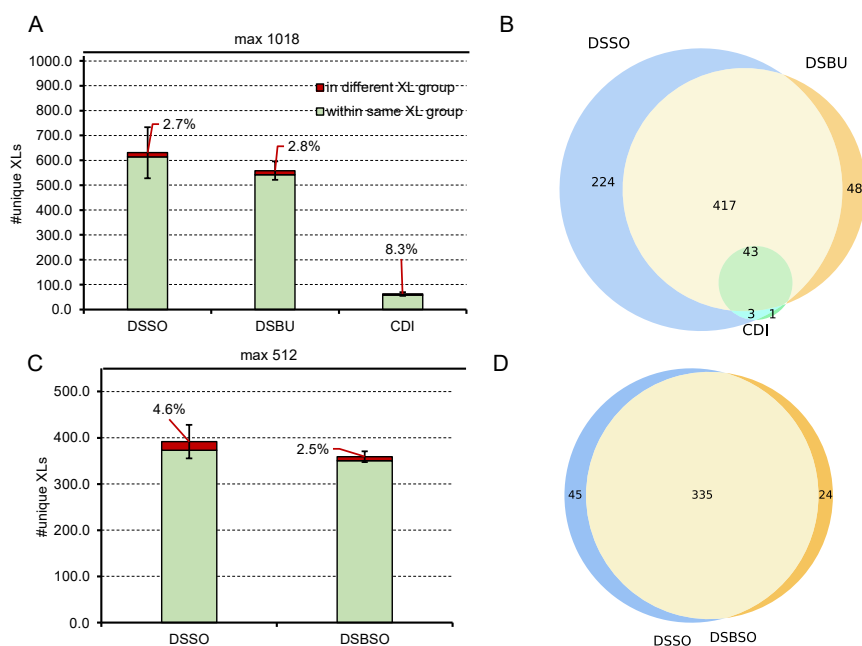 A
max 1018
1000.0
900.0
800.0
700.0
600.0
500.0
400.0
300.0
200.0
100.0
0.0
#unique XLs
in different XL group
within same XL group
2.7%
2.8%
8.3%
DSSO
DSBU
CDI
B
DSSO
DSBU
224
417
48
43
3
1
CDI
C
max 512
500.0
400.0
300.0
200.0
100.0
0.0
#unique XLs
4.6%
2.5%
DSSO
DSBSO
D
45
335
24
DSSO
DSBSO